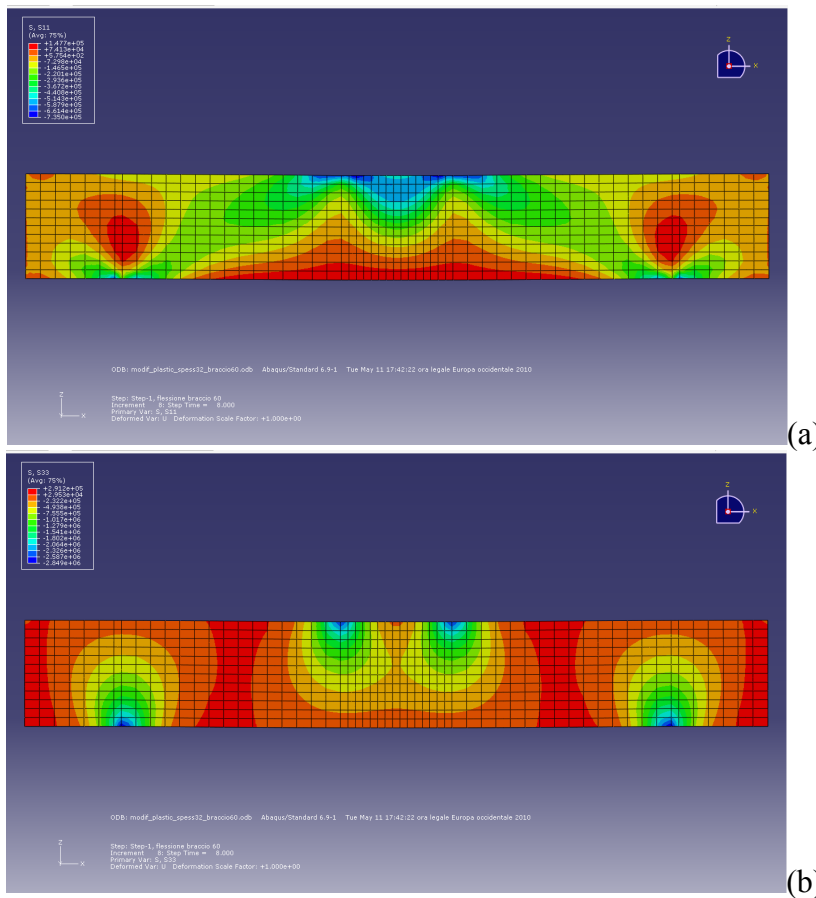 S, S11
(Avg: 75%)
+1.477e+05
+7.413e+04
+5.754e+02
-7.298e+04
-1.465e+05
-2.201e+05
-2.936e+05
-3.672e+05
-4.408e+05
-5.143e+05
-5.879e+05
-6.614e+05
-7.350e+05
Z
X
ODB: modif_plastic_spess32_braccio60.odb Abaqus/Standard 6.9-1 Tue May 11 17:42:22 ora legale Europa occidentale 2010
Z
X
Step: Step-1, flessione braccio 60
Increment 8: Step Time = 8.000
Primary Var: S, S11
Deformed Var: U Deformation Scale Factor: +1.000e+00
(a)
S, S33
(Avg: 75%)
+2.912e+05
+2.953e+04
-2.322e+05
-4.938e+05
-7.555e+05
-1.017e+06
-1.279e+06
-1.541e+06
-1.802e+06
-2.064e+06
-2.326e+06
-2.587e+06
-2.849e+06
Z
X
ODB: modif_plastic_spess32_braccio60.odb Abaqus/Standard 6.9-1 Tue May 11 17:42:22 ora legale Europa occidentale 2010
Z
X
Step: Step-1, flessione braccio 60
Increment 8: Step Time = 8.000
Primary Var: S, S33
Deformed Var: U Deformation Scale Factor: +1.000e+00
(b)